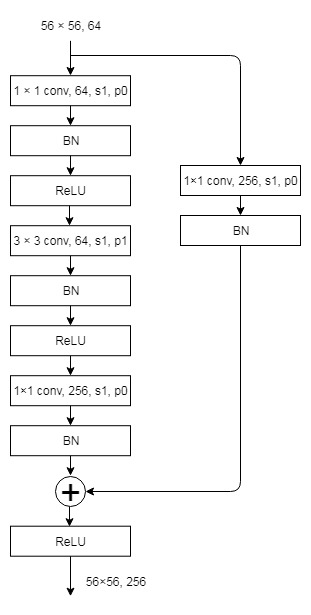 56 × 56, 64
1 × 1 conv, 64, s1, p0
BN
ReLU
3 × 3 conv, 64, s1, p1
BN
ReLU
1×1 conv, 256, s1, p0
BN
1×1 conv, 256, s1, p0
BN
+
ReLU
56×56, 256